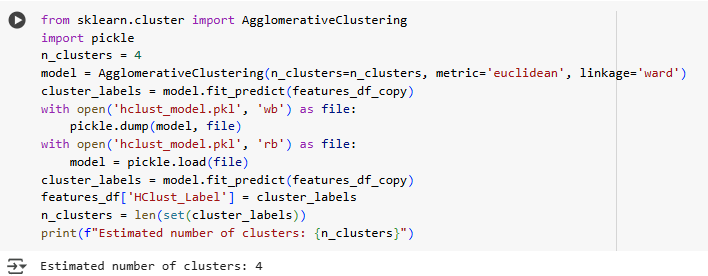 from sklearn.cluster import AgglomerativeClustering
import pickle
n_clusters = 4
model = AgglomerativeClustering(n_clusters=n_clusters, metric='euclidean', linkage='ward')
cluster_labels = model.fit_predict(features_df_copy)
with open('hclust_model.pkl', 'wb') as file:
    pickle.dump(model, file)
with open('hclust_model.pkl', 'rb') as file:
    model = pickle.load(file)
cluster_labels = model.fit_predict(features_df_copy)
features_df['HClust_Label'] = cluster_labels
n_clusters = len(set(cluster_labels))
print(f"Estimated number of clusters: {n_clusters}")
Estimated number of clusters: 4